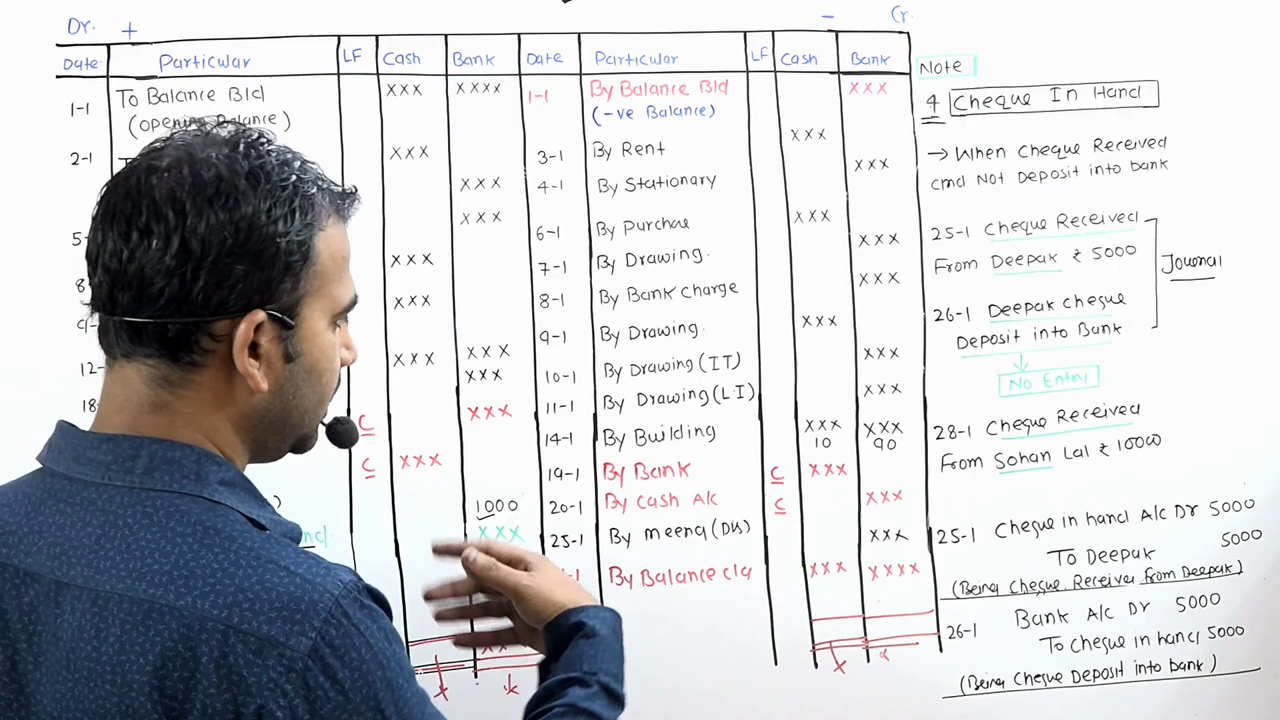 Dr. + - Cr.
Date Particular LF Cash Bank Date Particular LF Cash Bank
1-1 To Balance Bld xxx xxxx 1-1 By Balance Bld xxx
(opening Balance) (-ve Balance)
2-1 xxx 3-1 By Rent xxx
xxx 4-1 By Stationary xxx
xxx 6-1 By Purchae xxx
7-1 By Drawing. xxx
xxx 8-1 By Bank Charge xxx
xxx 9-1 By Drawing. xxx
12- xxx xxx 10-1 By Drawing (IT) xxx
xxx 11-1 By Drawing (L.I) xxx
18 C xxx 14-1 By Building xxx xxx
10 90
C xxx 19-1 By Bank C xxx
1000 20-1 By Cash A/c C xxx
xxx 25-1 By meena (Dis) xxx
By Balance cld xxx xxxx
Note
4 Cheque In Hand
→ When Cheque Received
and Not Deposit into bank
25-1 Cheque Received
From Deepak ₹ 5000
Journal
26-1 Deepak cheque
Deposit into Bank
No Entry
28-1 Cheque Received
From Sohan Lal ₹ 10000
25-1 Cheque in hand A/c Dr 5000
To Deepak 5000
(Being Cheque Receiver From Deepak)
26-1 Bank A/c Dr 5000
To cheque in hand 5000
(Being Cheque Deposit into bank)